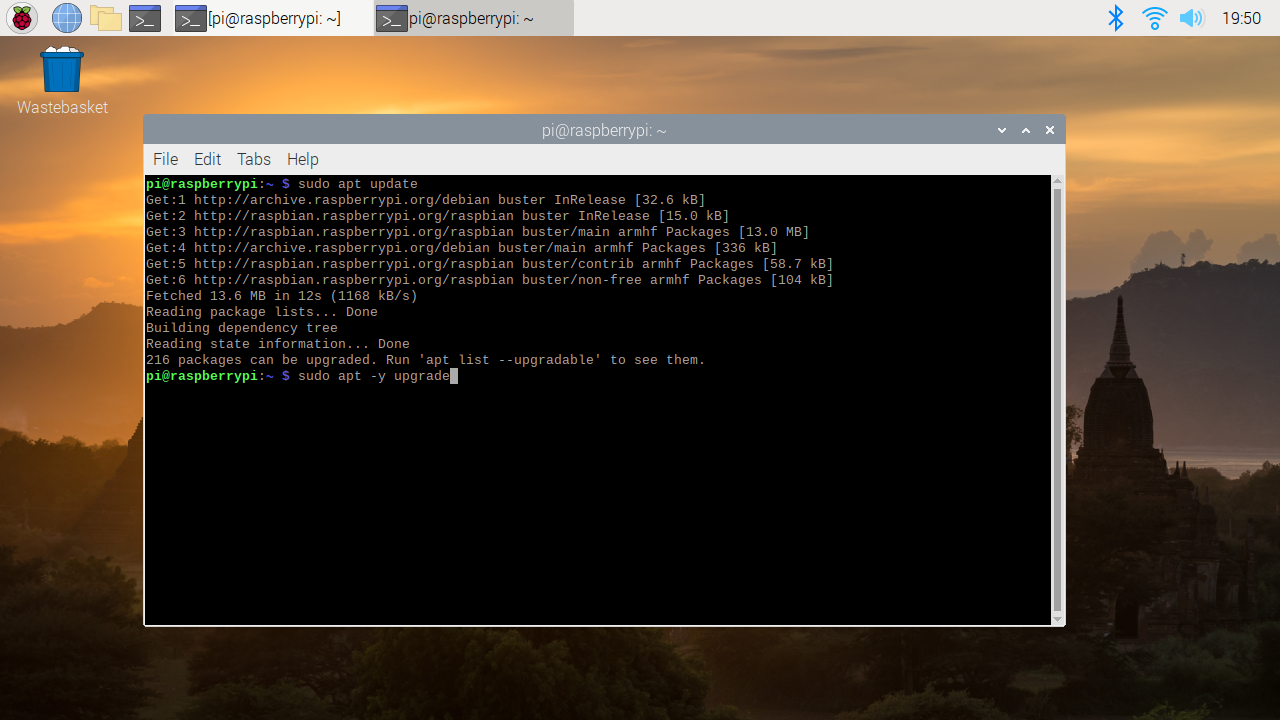 [pi@raspberrypi: ~]
pi@raspberrypi: ~
19:50
Wastebasket
pi@raspberrypi: ~
File Edit Tabs Help
pi@raspberrypi:~ $ sudo apt update
Get:1 http://archive.raspberrypi.org/debian buster InRelease [32.6 kB]
Get:2 http://raspbian.raspberrypi.org/raspbian buster InRelease [15.0 kB]
Get:3 http://raspbian.raspberrypi.org/raspbian buster/main armhf Packages [13.0 MB]
Get:4 http://archive.raspberrypi.org/debian buster/main armhf Packages [336 kB]
Get:5 http://raspbian.raspberrypi.org/raspbian buster/contrib armhf Packages [58.7 kB]
Get:6 http://raspbian.raspberrypi.org/raspbian buster/non-free armhf Packages [104 kB]
Fetched 13.6 MB in 12s (1168 kB/s)
Reading package lists... Done
Building dependency tree
Reading state information... Done
216 packages can be upgraded. Run 'apt list --upgradable' to see them.
pi@raspberrypi:~ $ sudo apt -y upgrade